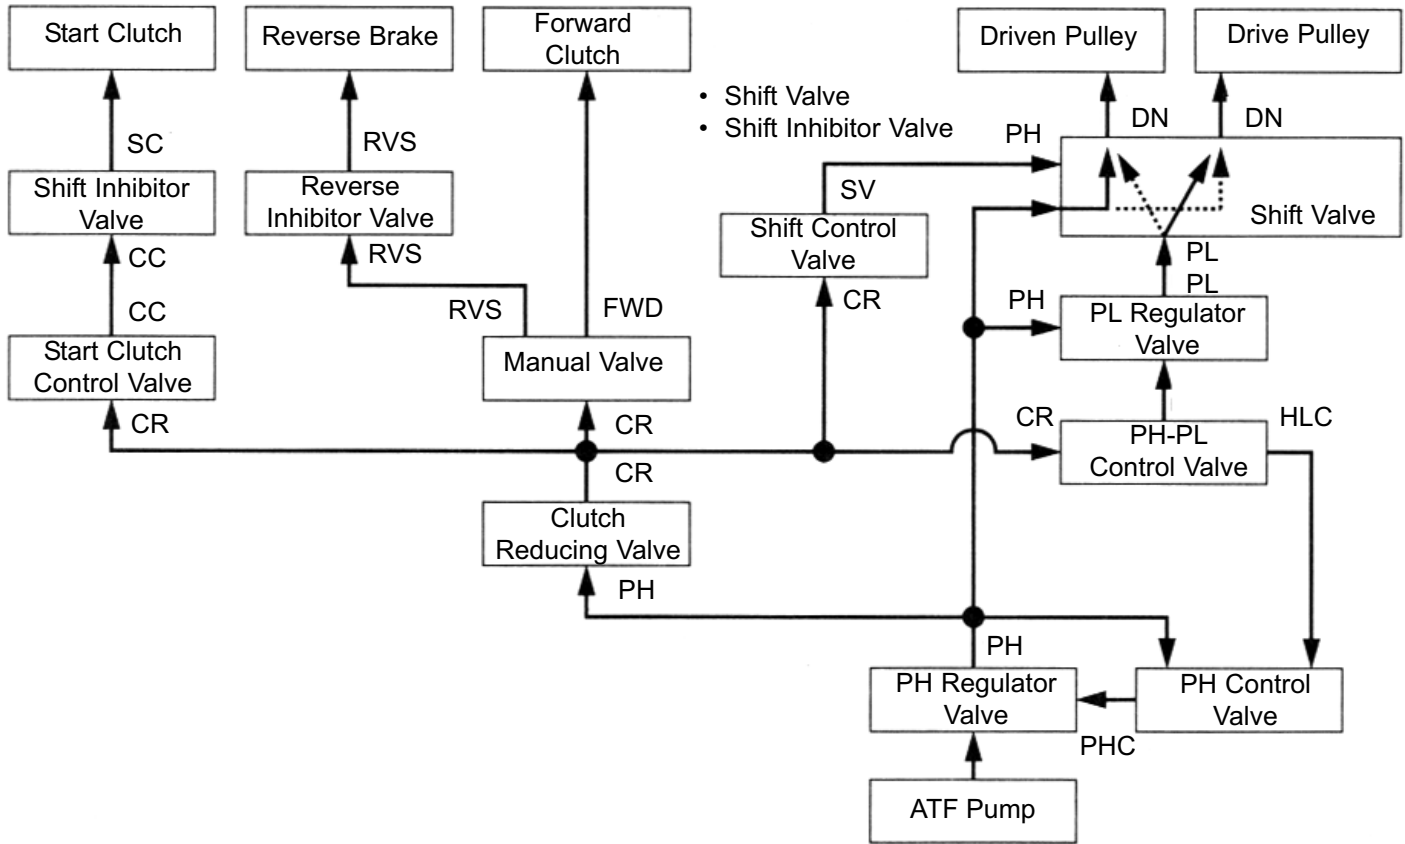 Start Clutch
Reverse Brake
Forward
Clutch
Driven Pulley
Drive Pulley
• Shift Valve
• Shift Inhibitor Valve
SC
RVS
PH
DN
DN
Shift Inhibitor
Valve
Reverse
Inhibitor Valve
SV
Shift Valve
Shift Control
Valve
CC
RVS
PL
PL
CC
RVS
FWD
CR
PH
PL Regulator
Valve
Start Clutch
Control Valve
Manual Valve
CR
CR
CR
HLC
PH-PL
Control Valve
CR
Clutch
Reducing Valve
PH
PH
PH Regulator
Valve
PH Control
Valve
PHC
ATF Pump